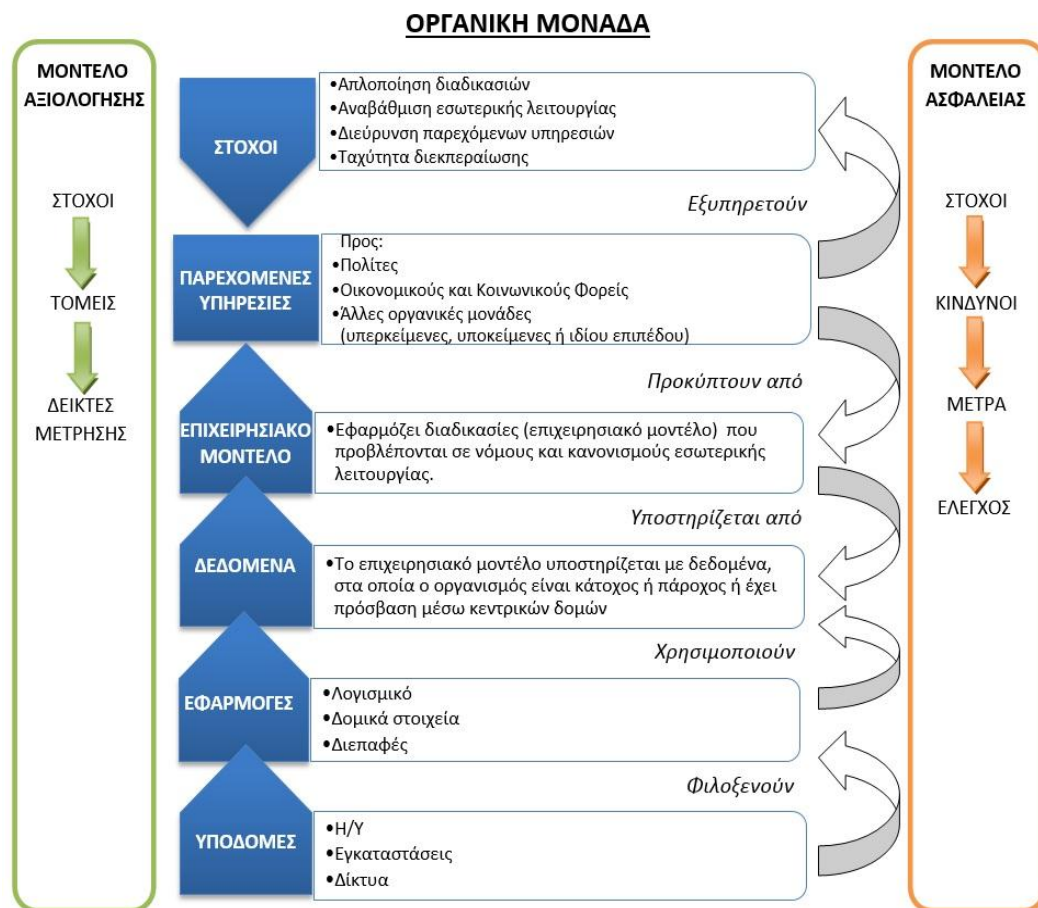 ΟΡΓΑΝΙΚΗ ΜΟΝΑΔΑ
ΜΟΝΤΕΛΟ
ΑΞΙΟΛΟΓΗΣΗΣ
ΣΤΟΧΟΙ
ΤΟΜΕΙΣ
ΔΕΙΚΤΕΣ
ΜΕΤΡΗΣΗΣ
ΣΤΟΧΟΙ
•Απλοποίηση διαδικασιών
•Αναβάθμιση εσωτερικής λειτουργίας
•Διεύρυνση παρεχόμενων υπηρεσιών
•Ταχύτητα διεκπεραίωσης
Εξυπηρετούν
ΠΑΡΕΧΟΜΕΝΕΣ
ΥΠΗΡΕΣΙΕΣ
Προς:
•Πολίτες
•Οικονομικούς και Κοινωνικούς Φορείς
•Άλλες οργανικές μονάδες
(υπερκείμενες, υποκείμενες ή ιδίου επιπέδου)
Προκύπτουν από
ΕΠΙΧΕΙΡΗΣΙΑΚΟ
ΜΟΝΤΕΛΟ
•Εφαρμόζει διαδικασίες (επιχειρησιακό μοντέλο) που
προβλέπονται σε νόμους και κανονισμούς εσωτερικής
λειτουργίας.
Υποστηρίζεται από
ΔΕΔΟΜΕΝΑ
•Το επιχειρησιακό μοντέλο υποστηρίζεται με δεδομένα,
στα οποία ο οργανισμός είναι κάτοχος ή πάροχος ή έχει
πρόσβαση μέσω κεντρικών δομών
Χρησιμοποιούν
ΕΦΑΡΜΟΓΕΣ
•Λογισμικό
•Δομικά στοιχεία
•Διεπαφές
Φιλοξενούν
ΥΠΟΔΟΜΕΣ
•Η/Υ
•Εγκαταστάσεις
•Δίκτυα
ΜΟΝΤΕΛΟ
ΑΣΦΑΛΕΙΑΣ
ΣΤΟΧΟΙ
ΚΙΝΔΥΝΟΙ
ΜΕΤΡΑ
ΕΛΕΓΧΟΣ